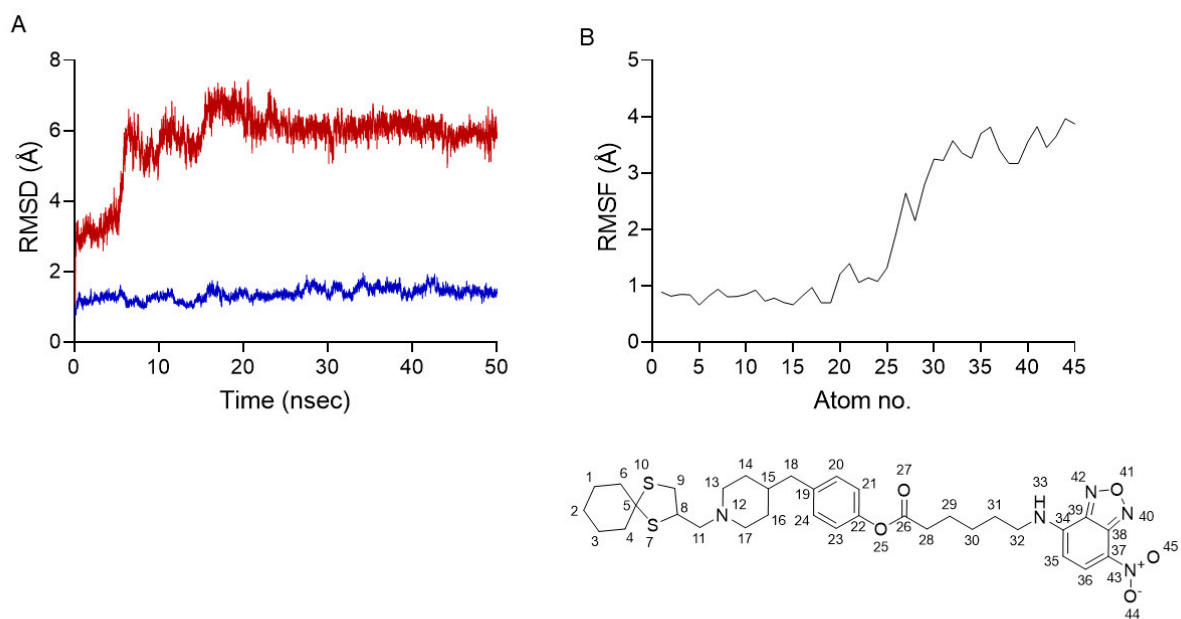 A
RMSD (Å)
8
6
4
2
0
0 10 20 30 40 50
Time (nsec)
B
RMSF (Å)
5
4
3
2
1
0
0 5 10 15 20 25 30 35 40 45
Atom no.
1 2 3 4 5 6
S 10
9
8
S 7
11
N 12
13 14 15 16 17
18
19 20 21 22 23 24
O 25
26
O 27
28 29 30 31 32
33 H
N
34 35 36 37 38 39
N 40
O 41
N 42
43 N+
O- 44
O 45